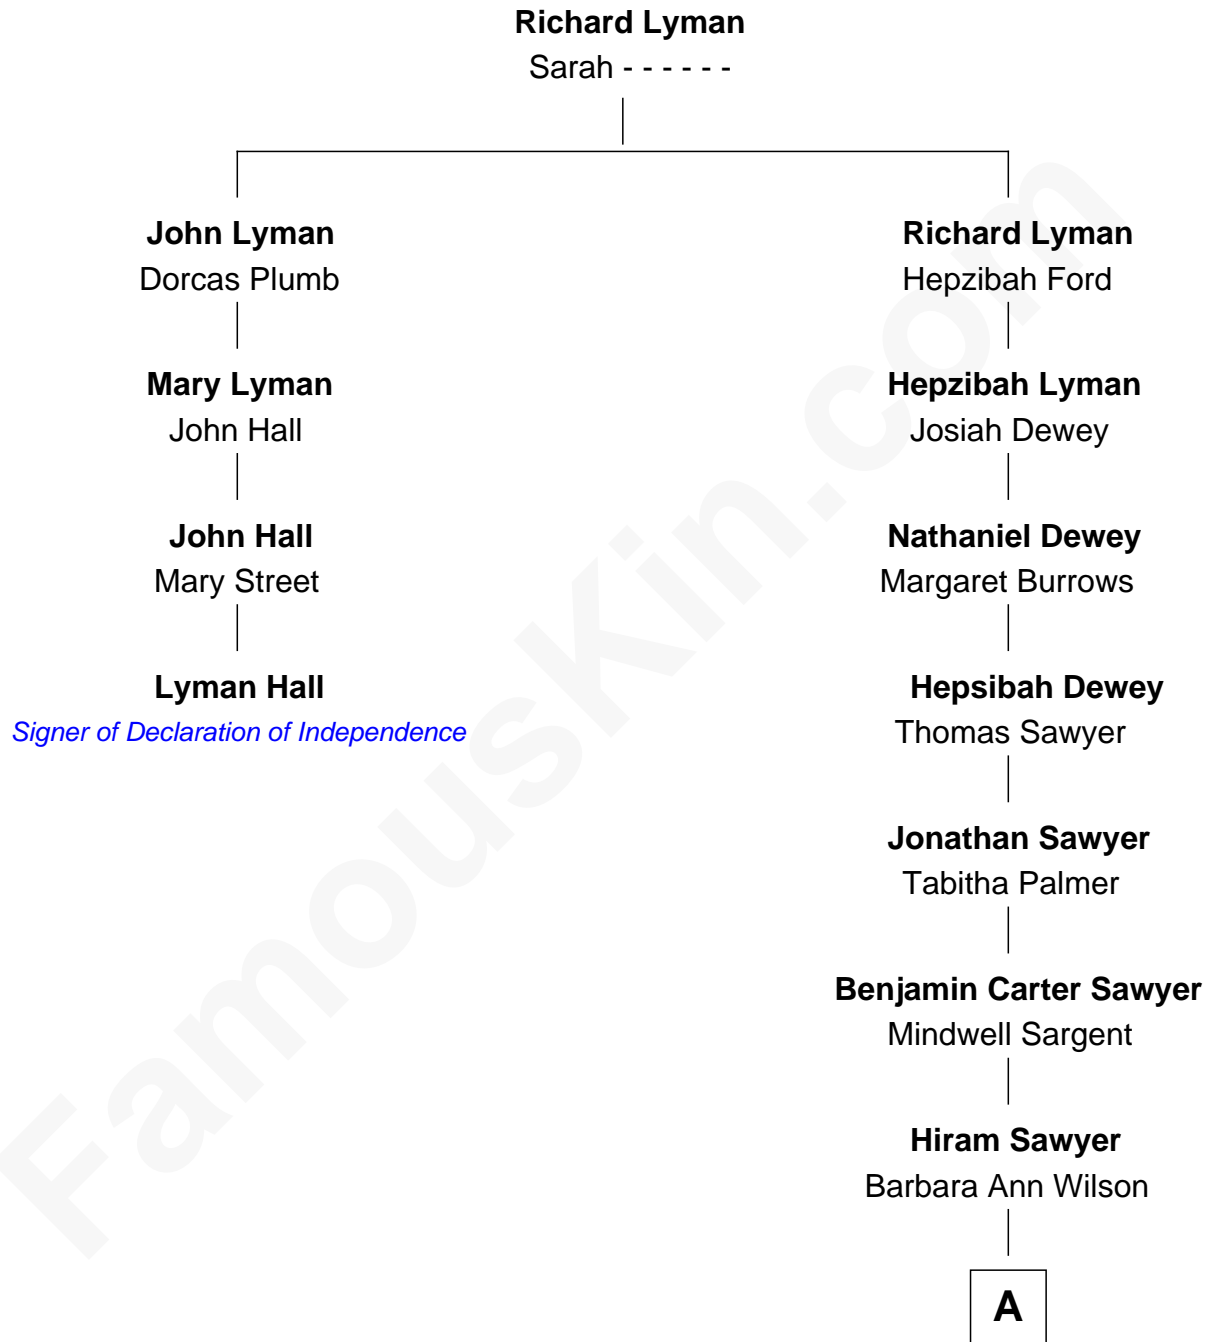 Richard Lyman
Sarah - - - - - -
John Lyman
Dorcas Plumb
Mary Lyman
John Hall
John Hall
Mary Street
Lyman Hall
Signer of Declaration of Independence
Richard Lyman
Hepzibah Ford
Hepzibah Lyman
Josiah Dewey
Nathaniel Dewey
Margaret Burrows
Hepsibah Dewey
Thomas Sawyer
Jonathan Sawyer
Tabitha Palmer
Benjamin Carter Sawyer
Mindwell Sargent
Hiram Sawyer
Barbara Ann Wilson
A
FamousKin.com